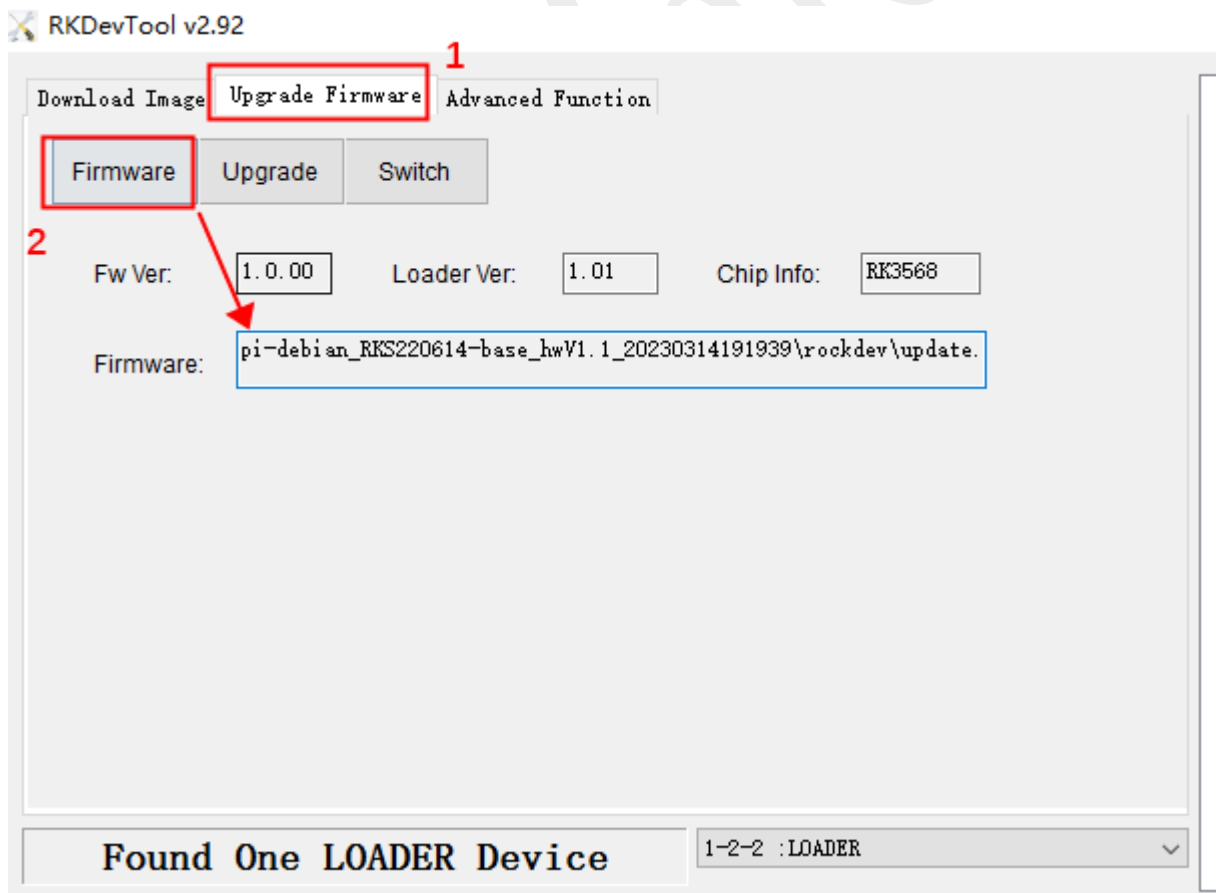 RKDevTool v2.92
1
Download Image Upgrade Firmware Advanced Function
Firmware Upgrade Switch
2
Fw Ver: 1.0.00 Loader Ver: 1.01 Chip Info: RK3568
Firmware: pi-debian_RKS220614-base_hwV1.1_20230314191939\rockdev\update.
Found One LOADER Device 1-2-2 :LOADER